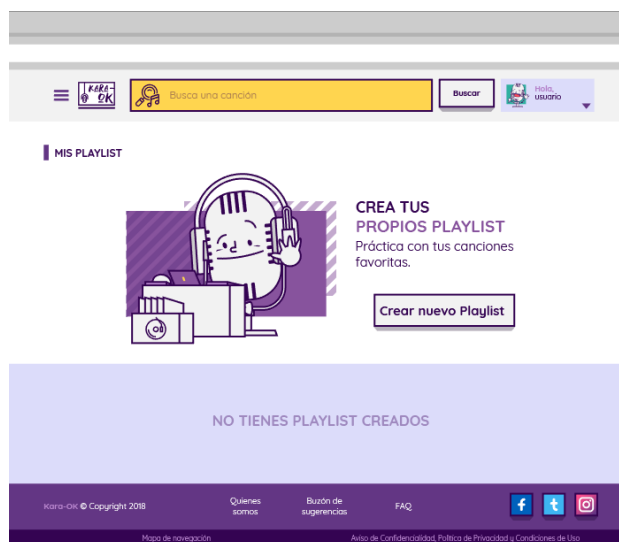 KARA-
OK
Busca una canción
Buscar
Hola,
usuario
MIS PLAYLIST
CREA TUS
PROPIOS PLAYLIST
Práctica con tus canciones
favoritas.
Crear nuevo Playlist
NO TIENES PLAYLIST CREADOS
Kara-OK © Copyright 2018
Quienes
somos
Buzón de
sugerencias
FAQ
Mapa de navegación
Aviso de Confidencialidad, Politica de Privacidad y Condiciones de Uso